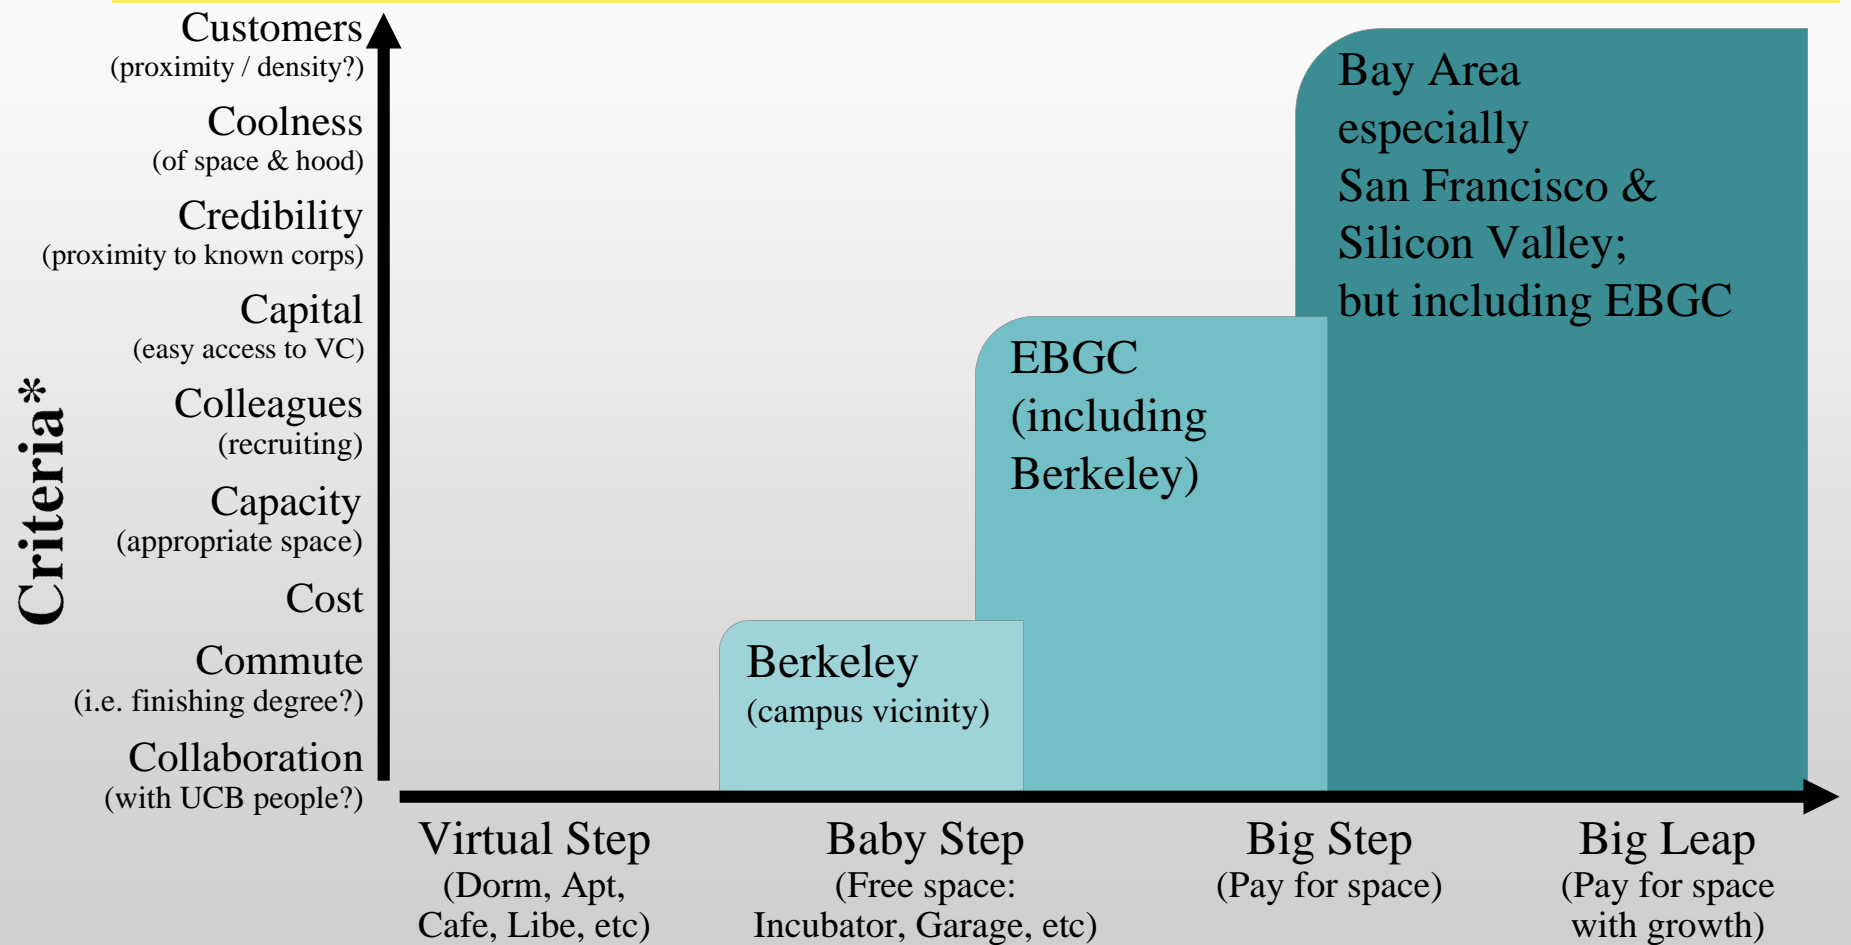 Criteria*
Customers
(proximity / density?)
Coolness
(of space & hood)
Credibility
(proximity to known corps)
Capital
(easy access to VC)
Colleagues
(recruiting)
Capacity
(appropriate space)
Cost
Commute
(i.e. finishing degree?)
Collaboration
(with UCB people?)
Berkeley
(campus vicinity)
EBGC
(including
Berkeley)
Bay Area
especially
San Francisco &
Silicon Valley;
but including EBGC
Virtual Step
(Dorm, Apt,
Cafe, Libe, etc)
Baby Step
(Free space:
Incubator, Garage, etc)
Big Step
(Pay for space)
Big Leap
(Pay for space
with growth)